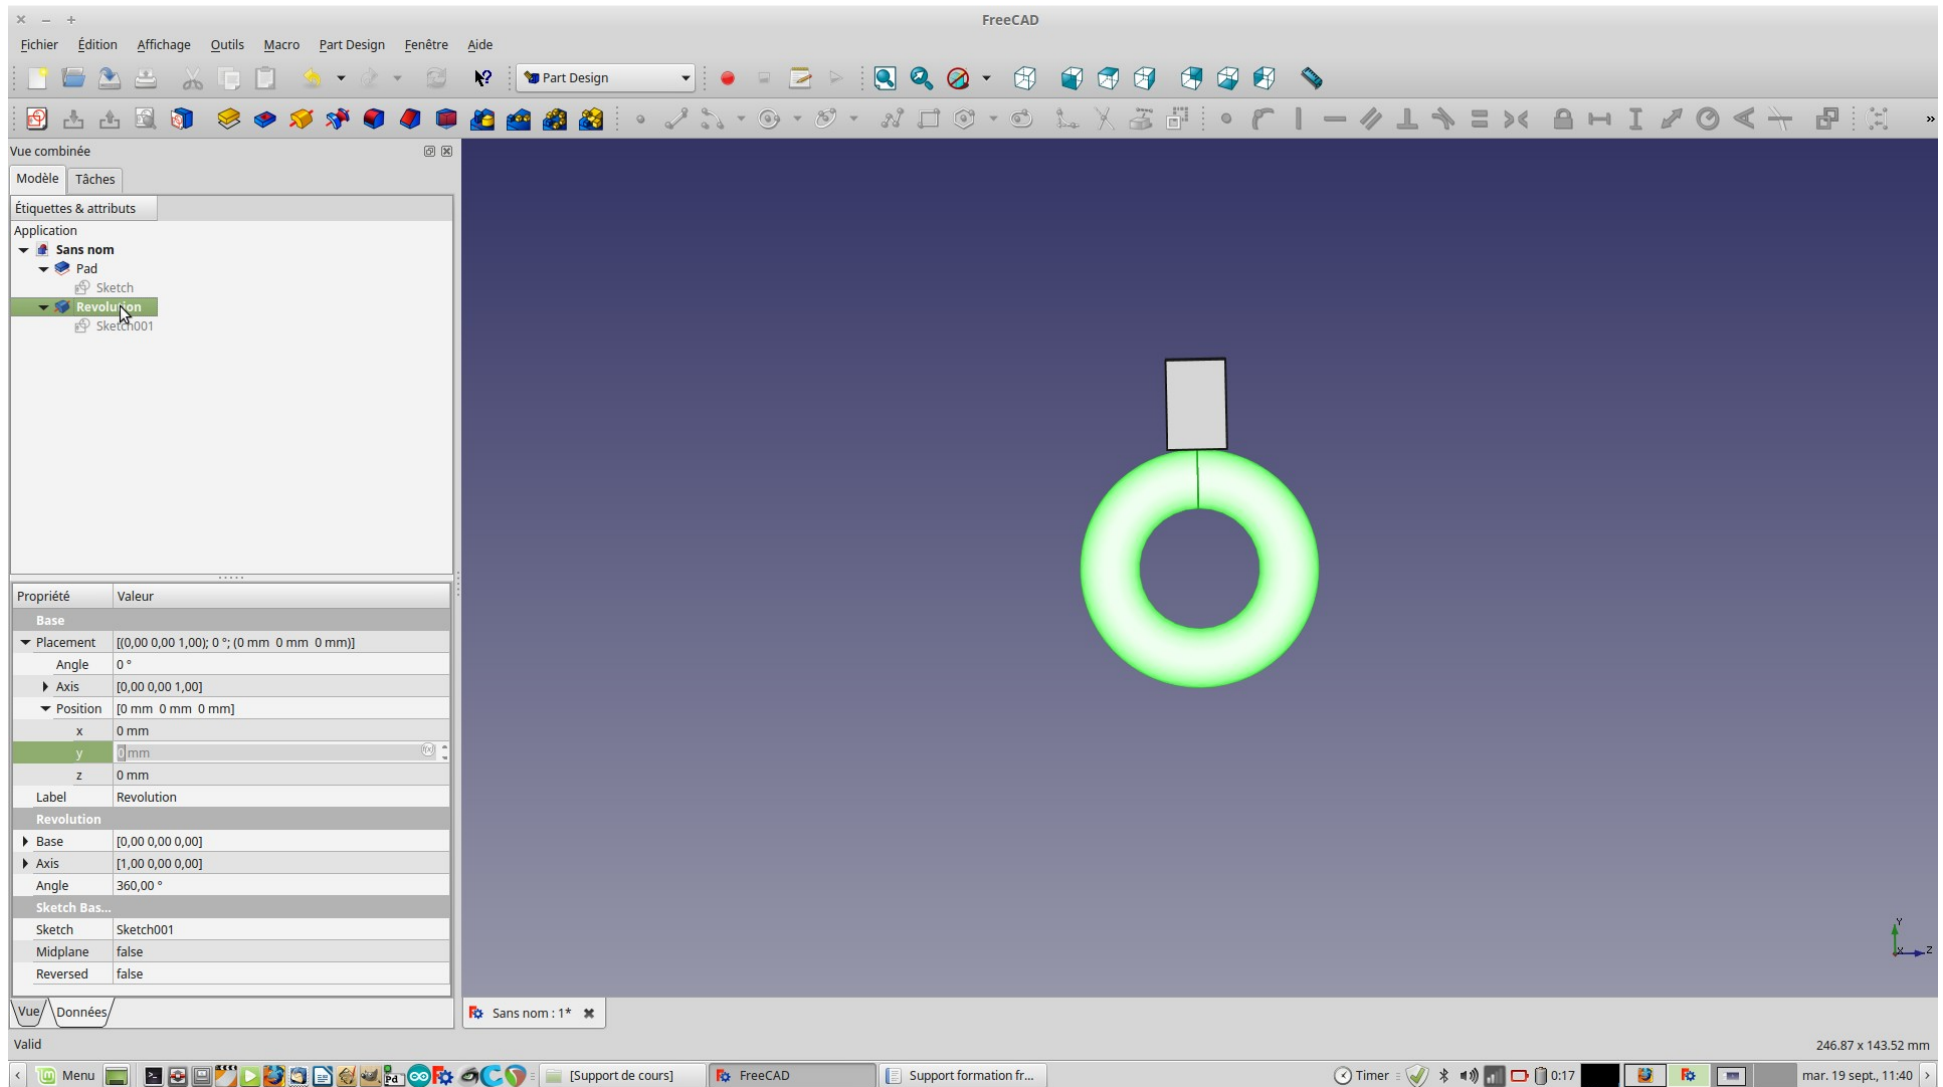 FreeCAD
Fichier Édition Affichage Outils Macro Part Design Fenêtre Aide
Part Design
Vue combinée
Modèle Tâches
Étiquettes & attributs
Application
Sans nom
Pad
Sketch
Revolution
Sketch001
Propriété Valeur
Base
Placement [(0,00 0,00 1,00); 0 °; (0 mm 0 mm 0 mm)]
Angle 0 °
Axis [0,00 0,00 1,00]
Position [0 mm 0 mm 0 mm]
x 0 mm
y 0 mm
z 0 mm
Label Revolution
Revolution
Base [0,00 0,00 0,00]
Axis [1,00 0,00 0,00]
Angle 360,00 °
Sketch Bas...
Sketch Sketch001
Midplane false
Reversed false
Y
X Z
Vue Données
Sans nom : 1*
Valid
246.87 x 143.52 mm
Menu Pd [Support de cours] FreeCAD Support formation fr... Timer 0:17 mar. 19 sept., 11:40